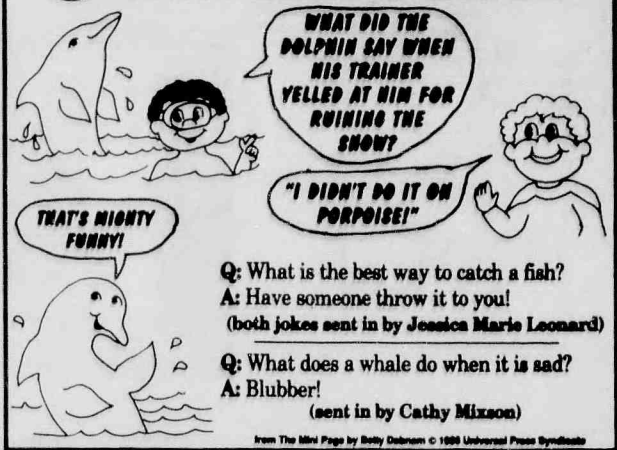 WHAT DID THE
DOLPHIN SAY WHEN
HIS TRAINER
YELLED AT HIM FOR
RUINING THE
SHOW?
"I DIDN'T DO IT ON
PORPOISE!"
THAT'S MIGHTY
FUNNY!
Q: What is the best way to catch a fish?
A: Have someone throw it to you!
(both jokes sent in by Jessica Marie Leonard)
Q: What does a whale do when it is sad?
A: Blubber!
(sent in by Cathy Mixson)
from The Mini Page by Betty Debnam © Universal Press Syndicate